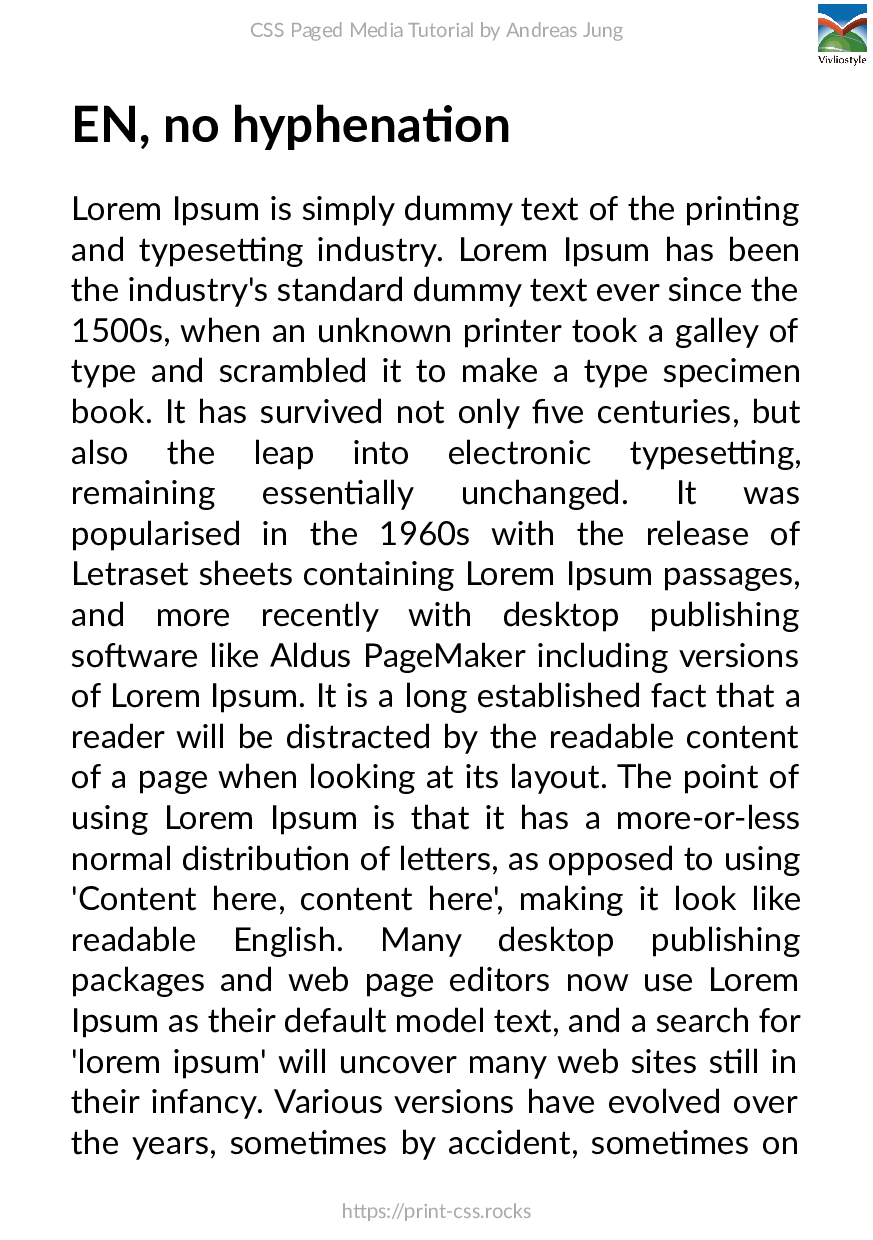 CSS Paged Media Tutorial by Andreas Jung
Vivliostyle
EN, no hyphenation
Lorem Ipsum is simply dummy text of the printing
and typesetting industry. Lorem Ipsum has been
the industry's standard dummy text ever since the
1500s, when an unknown printer took a galley of
type and scrambled it to make a type specimen
book. It has survived not only five centuries, but
also the leap into electronic typesetting,
remaining essentially unchanged. It was
popularised in the 1960s with the release of
Letraset sheets containing Lorem Ipsum passages,
and more recently with desktop publishing
software like Aldus PageMaker including versions
of Lorem Ipsum. It is a long established fact that a
reader will be distracted by the readable content
of a page when looking at its layout. The point of
using Lorem Ipsum is that it has a more-or-less
normal distribution of letters, as opposed to using
'Content here, content here', making it look like
readable English. Many desktop publishing
packages and web page editors now use Lorem
Ipsum as their default model text, and a search for
'lorem ipsum' will uncover many web sites still in
their infancy. Various versions have evolved over
the years, sometimes by accident, sometimes on
https://print-css.rocks